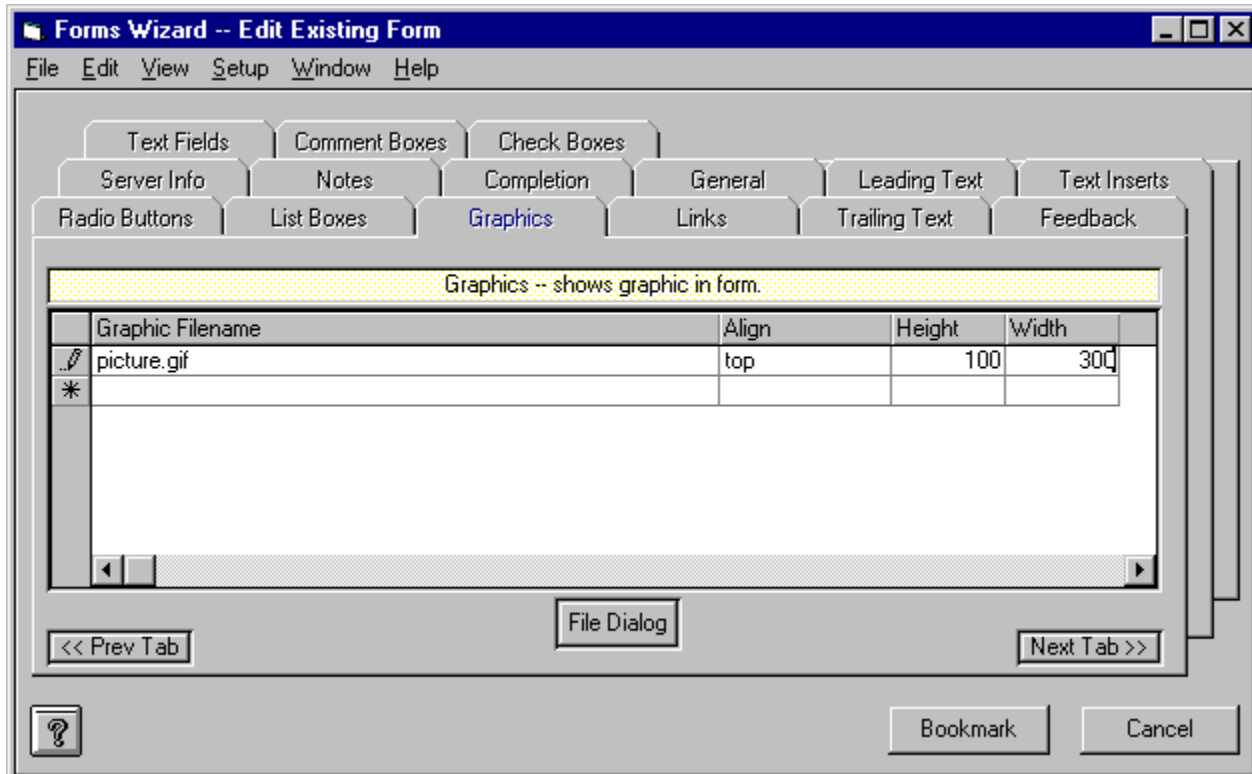 Forms Wizard -- Edit Existing Form
File Edit View Setup Window Help
Text Fields Comment Boxes Check Boxes
Server Info Notes Completion General Leading Text Text Inserts
Radio Buttons List Boxes Graphics Links Trailing Text Feedback
Graphics -- shows graphic in form.
Graphic Filename Align Height Width
picture.gif top 100 300
File Dialog
<< Prev Tab Next Tab >>
Bookmark Cancel